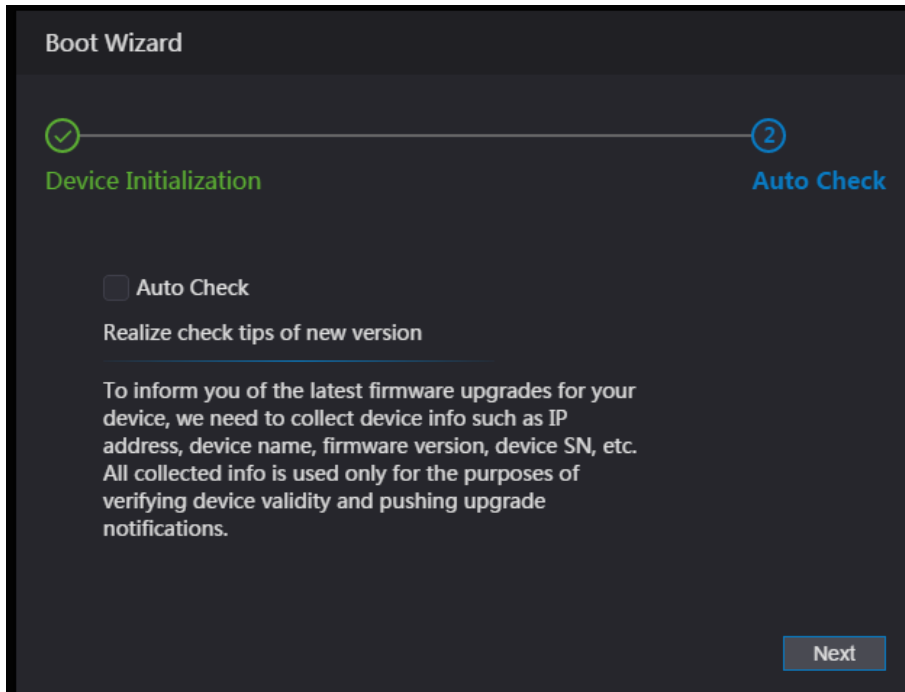 Boot Wizard
2
Device Initialization
Auto Check
Auto Check
Realize check tips of new version
To inform you of the latest firmware upgrades for your
device, we need to collect device info such as IP
address, device name, firmware version, device SN, etc.
All collected info is used only for the purposes of
verifying device validity and pushing upgrade
notifications.
Next